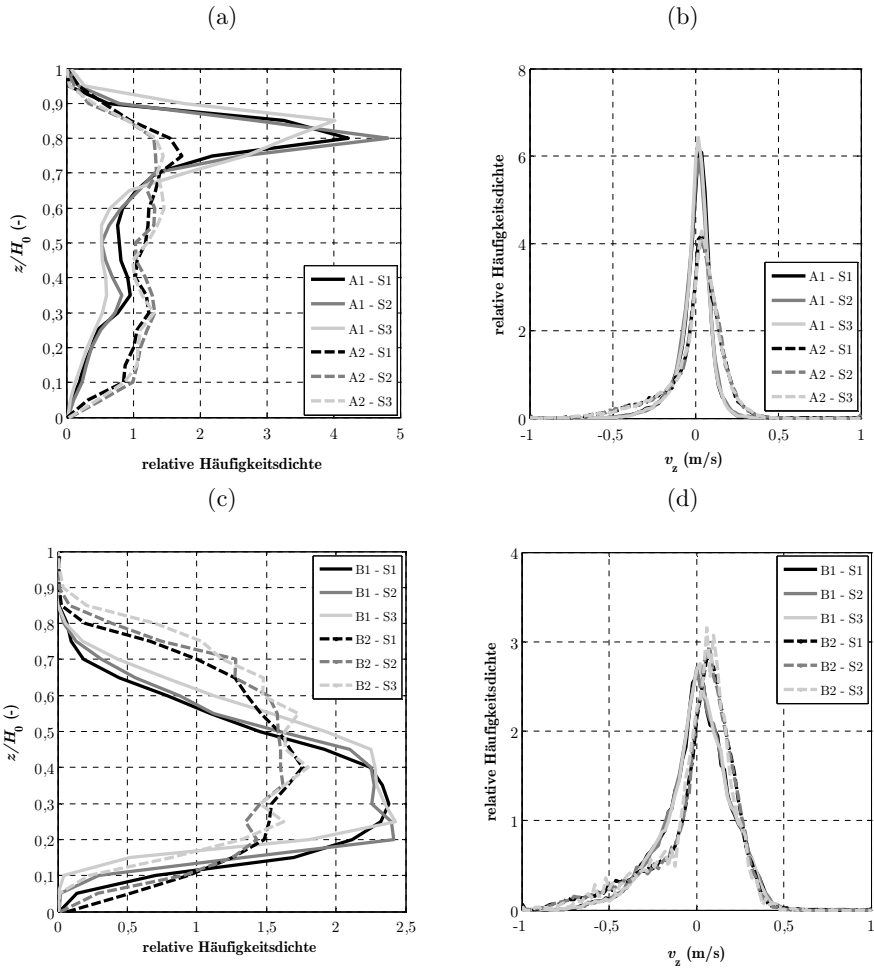 (a)
1
0,9
0,8
0,7
0,6
0,5
0,4
0,3
0,2
0,1
0
z/H0 (-)
0 1 2 3 4 5
relative Häufigkeitsdichte
A1 - S1
A1 - S2
A1 - S3
A2 - S1
A2 - S2
A2 - S3
(b)
8
6
4
2
0
relative Häufigkeitsdichte
-1 -0,5 0 0,5 1
vz (m/s)
A1 - S1
A1 - S2
A1 - S3
A2 - S1
A2 - S2
A2 - S3
(c)
1
0,9
0,8
0,7
0,6
0,5
0,4
0,3
0,2
0,1
0
z/H0 (-)
0 0,5 1 1,5 2 2,5
relative Häufigkeitsdichte
B1 - S1
B1 - S2
B1 - S3
B2 - S1
B2 - S2
B2 - S3
(d)
4
3
2
1
0
relative Häufigkeitsdichte
-1 -0,5 0 0,5 1
vz (m/s)
B1 - S1
B1 - S2
B1 - S3
B2 - S1
B2 - S2
B2 - S3